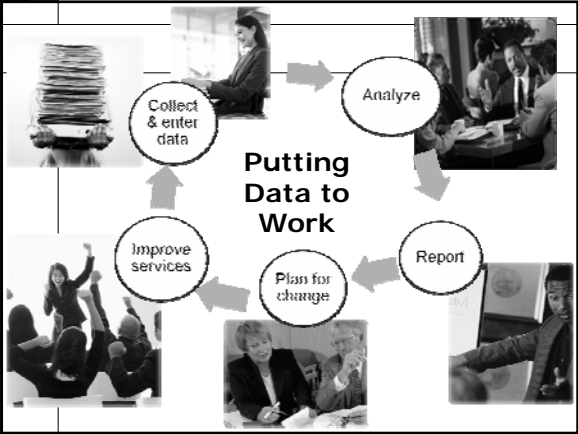 Collect
& enter
data
Analyze
Putting
Data to
Work
Report
Plan for
change
Improve
services